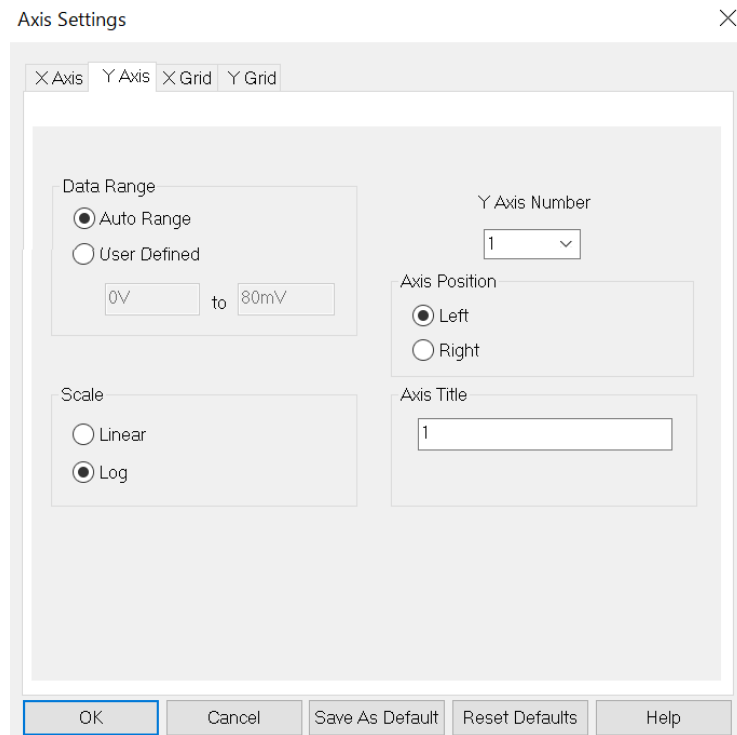 Axis Settings
X Axis Y Axis X Grid Y Grid
Data Range
Auto Range
User Defined
0V to 80mV
Y Axis Number
1
Axis Position
Left
Right
Scale
Linear
Log
Axis Title
1
OK Cancel Save As Default Reset Defaults Help